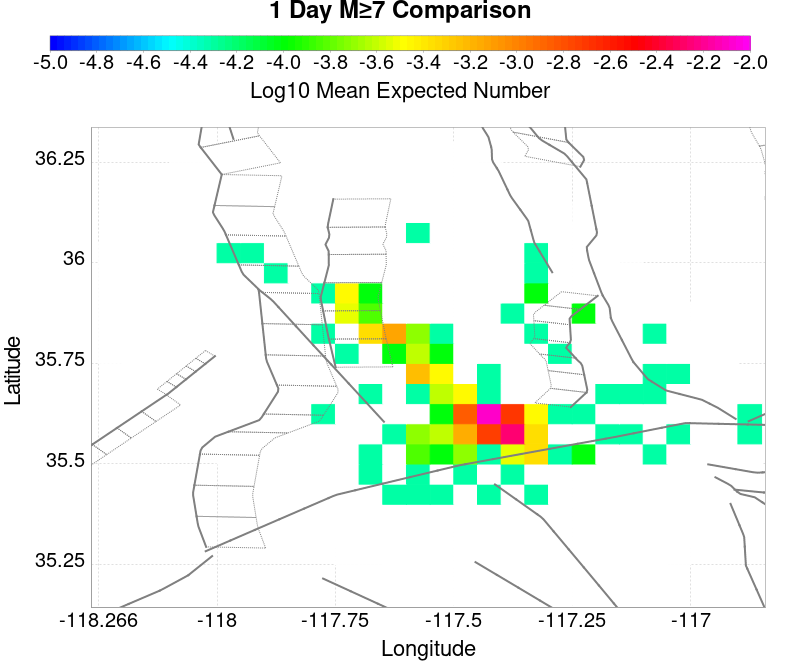 1 Day M≥7 Comparison
-5.0 -4.8 -4.6 -4.4 -4.2 -4.0 -3.8 -3.6 -3.4 -3.2 -3.0 -2.8 -2.6 -2.4 -2.2 -2.0
Log10 Mean Expected Number
36.25
36
35.75
35.5
35.25
Latitude
-118.266 -118 -117.75 -117.5 -117.25 -117
Longitude